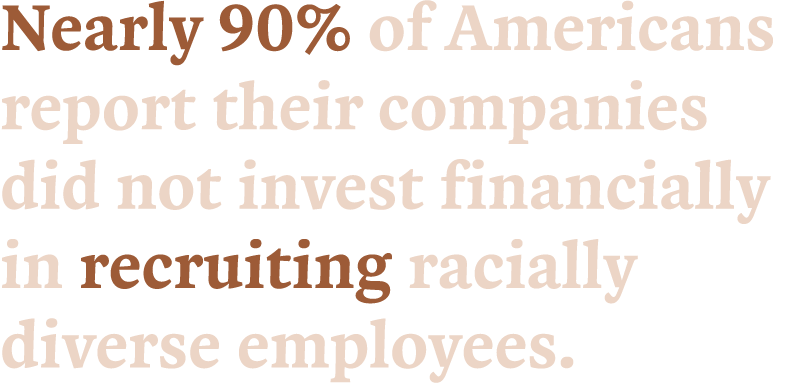 Nearly 90% of Americans
report their companies
did not invest financially
in recruiting racially
diverse employees.